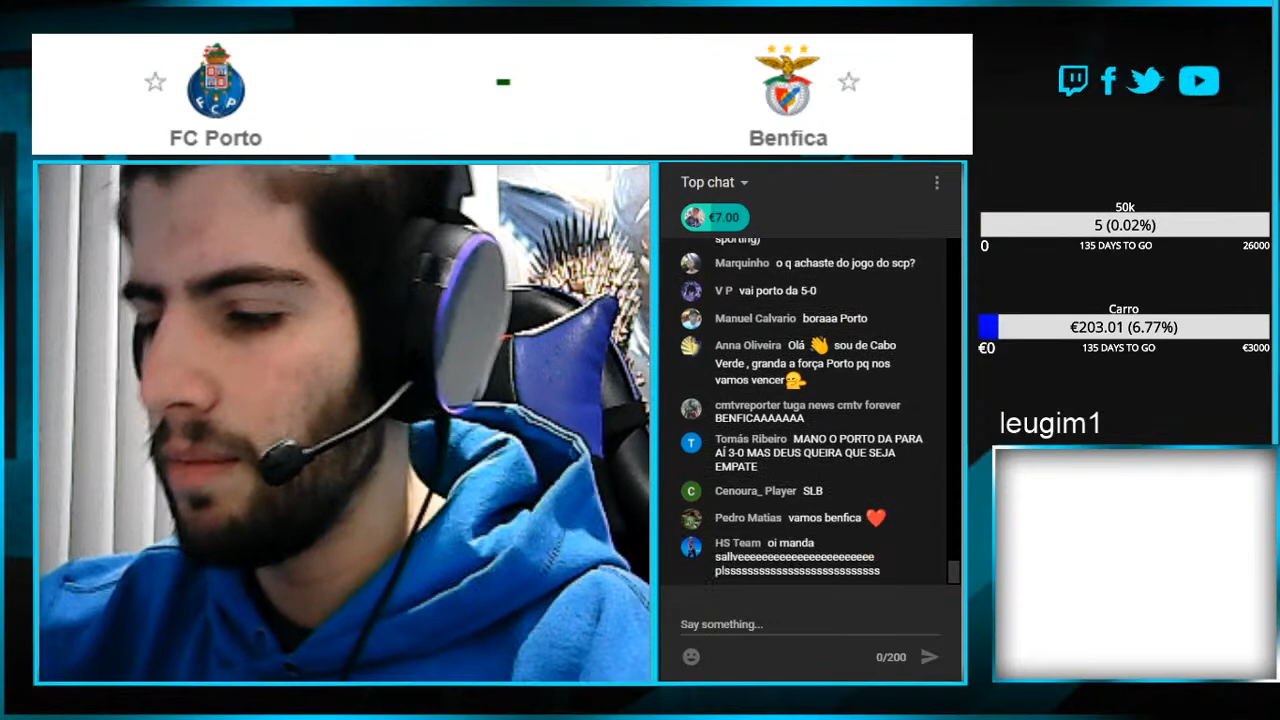 FC Porto
-
Benfica
Top chat
€7.00
sporting)
Marquinho o q achaste do jogo do scp?
V P vai porto da 5-0
Manuel Calvario boraaa Porto
Anna Oliveira Olá 👋 sou de Cabo
Verde , granda a força Porto pq nos
vamos vencer
cmtvreporter tuga news cmtv forever
BENFICAAAAAAA
T
Tomás Ribeiro MANO O PORTO DA PARA
AÍ 3-0 MAS DEUS QUEIRA QUE SEJA
EMPATE
C
Cenoura_ Player SLB
Pedro Matias vamos benfica ❤️
HS Team oi manda
sallveeeeeeeeeeeeeeeeeeeeeee
plsssssssssssssssssssssssssssss
Say something...
0/200
50k
5 (0.02%)
0 135 DAYS TO GO 26000
Carro
€203.01 (6.77%)
€0 135 DAYS TO GO €3000
leugim1